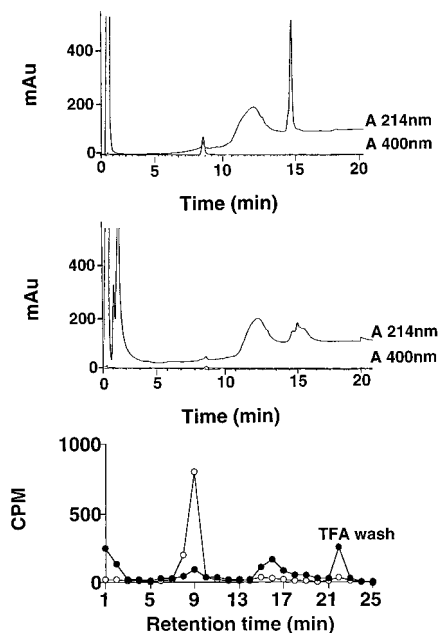 400
mAu
200
A 214nm
A 400nm
0
0 5 10 15 20
Time (min)
400
mAu
200
A 214nm
A 400nm
0
0 5 10 15 20
Time (min)
1000
CPM
500
TFA wash
0
1 5 9 13 17 21 25
Retention time (min)